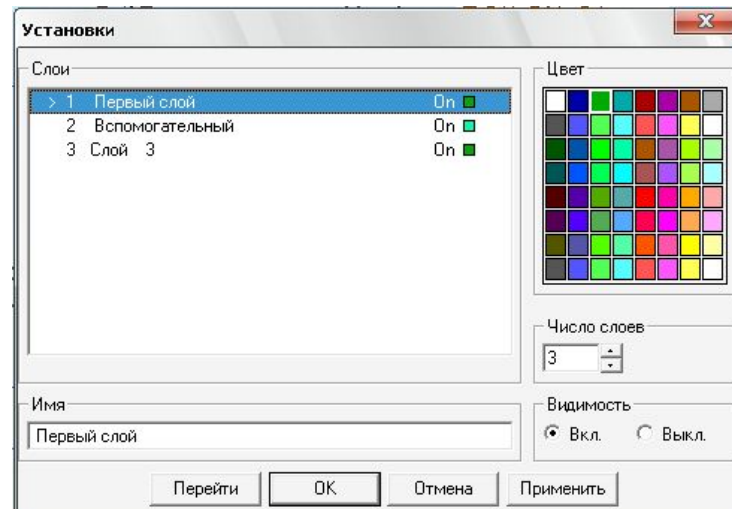 Установки
Слои
> 1 Первый слой On
2 Вспомогательный On
3 Слой 3 On
Цвет
Число слоев
3
Имя
Первый слой
Видимость
Вкл. Выкл.
Перейти OK Отмена Применить